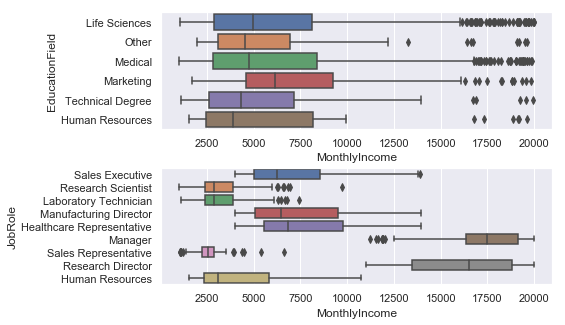 EducationField
Life Sciences
Other
Medical
Marketing
Technical Degree
Human Resources
2500 5000 7500 10000 12500 15000 17500 20000
MonthlyIncome
JobRole
Sales Executive
Research Scientist
Laboratory Technician
Manufacturing Director
Healthcare Representative
Manager
Sales Representative
Research Director
Human Resources
2500 5000 7500 10000 12500 15000 17500 20000
MonthlyIncome